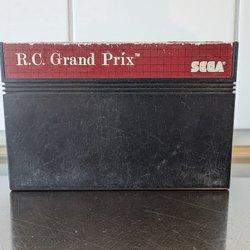 R.C. Grand Prix™ SEGA